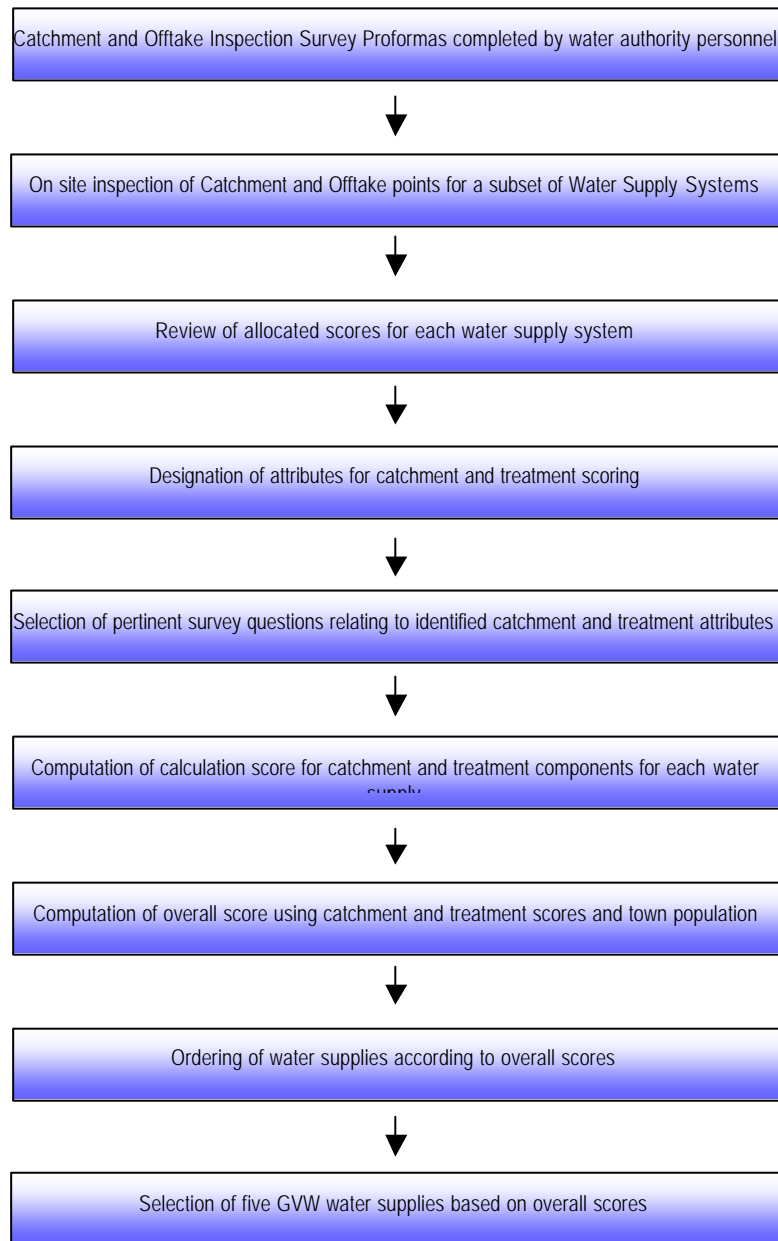 Catchment and Offtake Inspection Survey Proformas completed by water authority personnel
On site inspection of Catchment and Offtake points for a subset of Water Supply Systems
Review of allocated scores for each water supply system
Designation of attributes for catchment and treatment scoring
Selection of pertinent survey questions relating to identified catchment and treatment attributes
Computation of calculation score for catchment and treatment components for each water
supply
Computation of overall score using catchment and treatment scores and town population
Ordering of water supplies according to overall scores
Selection of five GVW water supplies based on overall scores